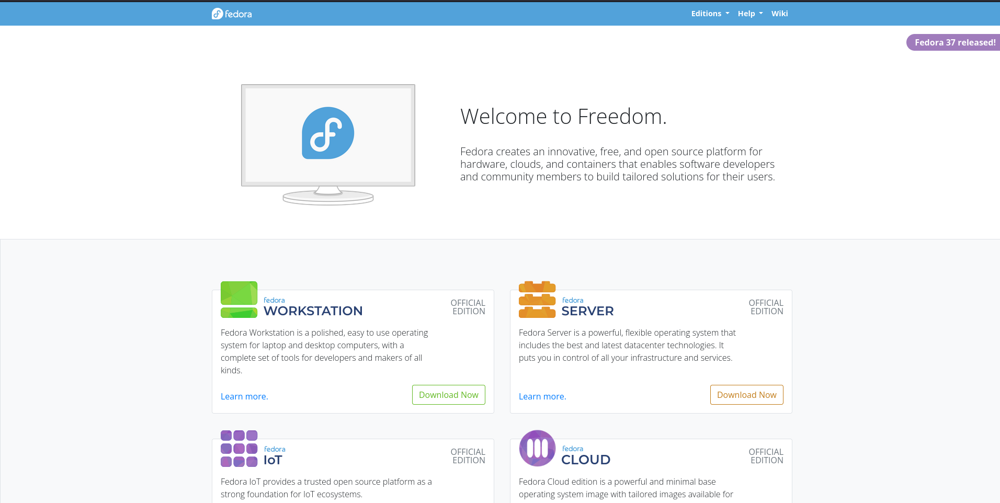 fedora
Editions
Help
Wiki
Fedora 37 released!
Welcome to Freedom.
Fedora creates an innovative, free, and open source platform for
hardware, clouds, and containers that enables software developers
and community members to build tailored solutions for their users.
fedora
WORKSTATION
OFFICIAL
EDITION
Fedora Workstation is a polished, easy to use operating
system for laptop and desktop computers, with a
complete set of tools for developers and makers of all
kinds.
Learn more.
Download Now
fedora
SERVER
OFFICIAL
EDITION
Fedora Server is a powerful, flexible operating system that
includes the best and latest datacenter technologies. It
puts you in control of all your infrastructure and services.
Learn more.
Download Now
fedora
IoT
OFFICIAL
EDITION
Fedora IoT provides a trusted open source platform as a
strong foundation for IoT ecosystems.
fedora
CLOUD
OFFICIAL
EDITION
Fedora Cloud edition is a powerful and minimal base
operating system image with tailored images available for